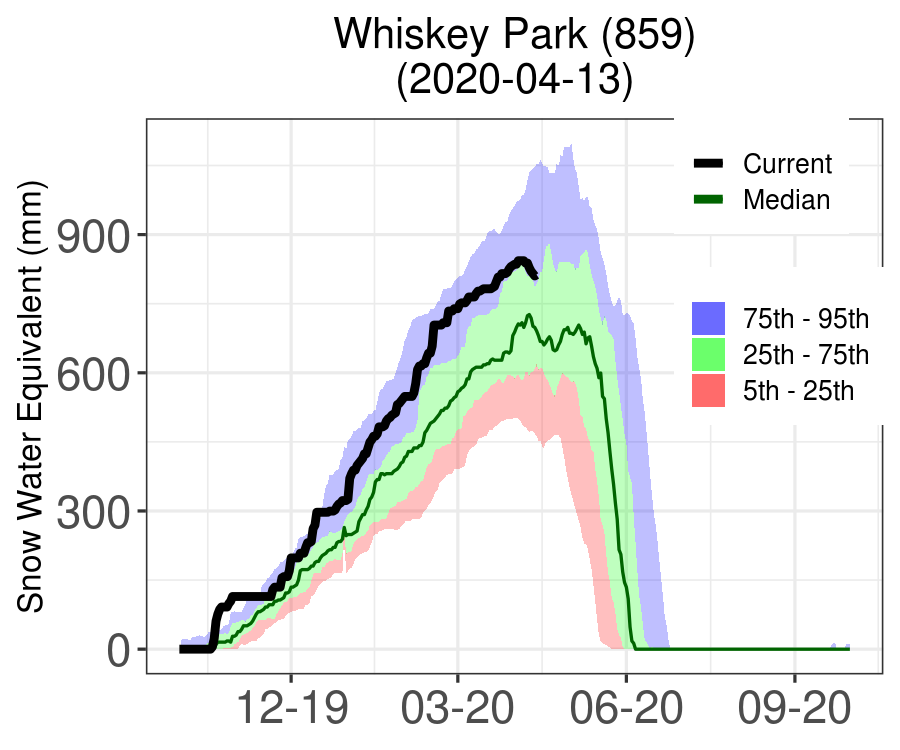 Whiskey Park (859)
(2020-04-13)
Snow Water Equivalent (mm)
900
600
300
0
12-19
03-20
06-20
09-20
Current
Median
75th - 95th
25th - 75th
5th - 25th